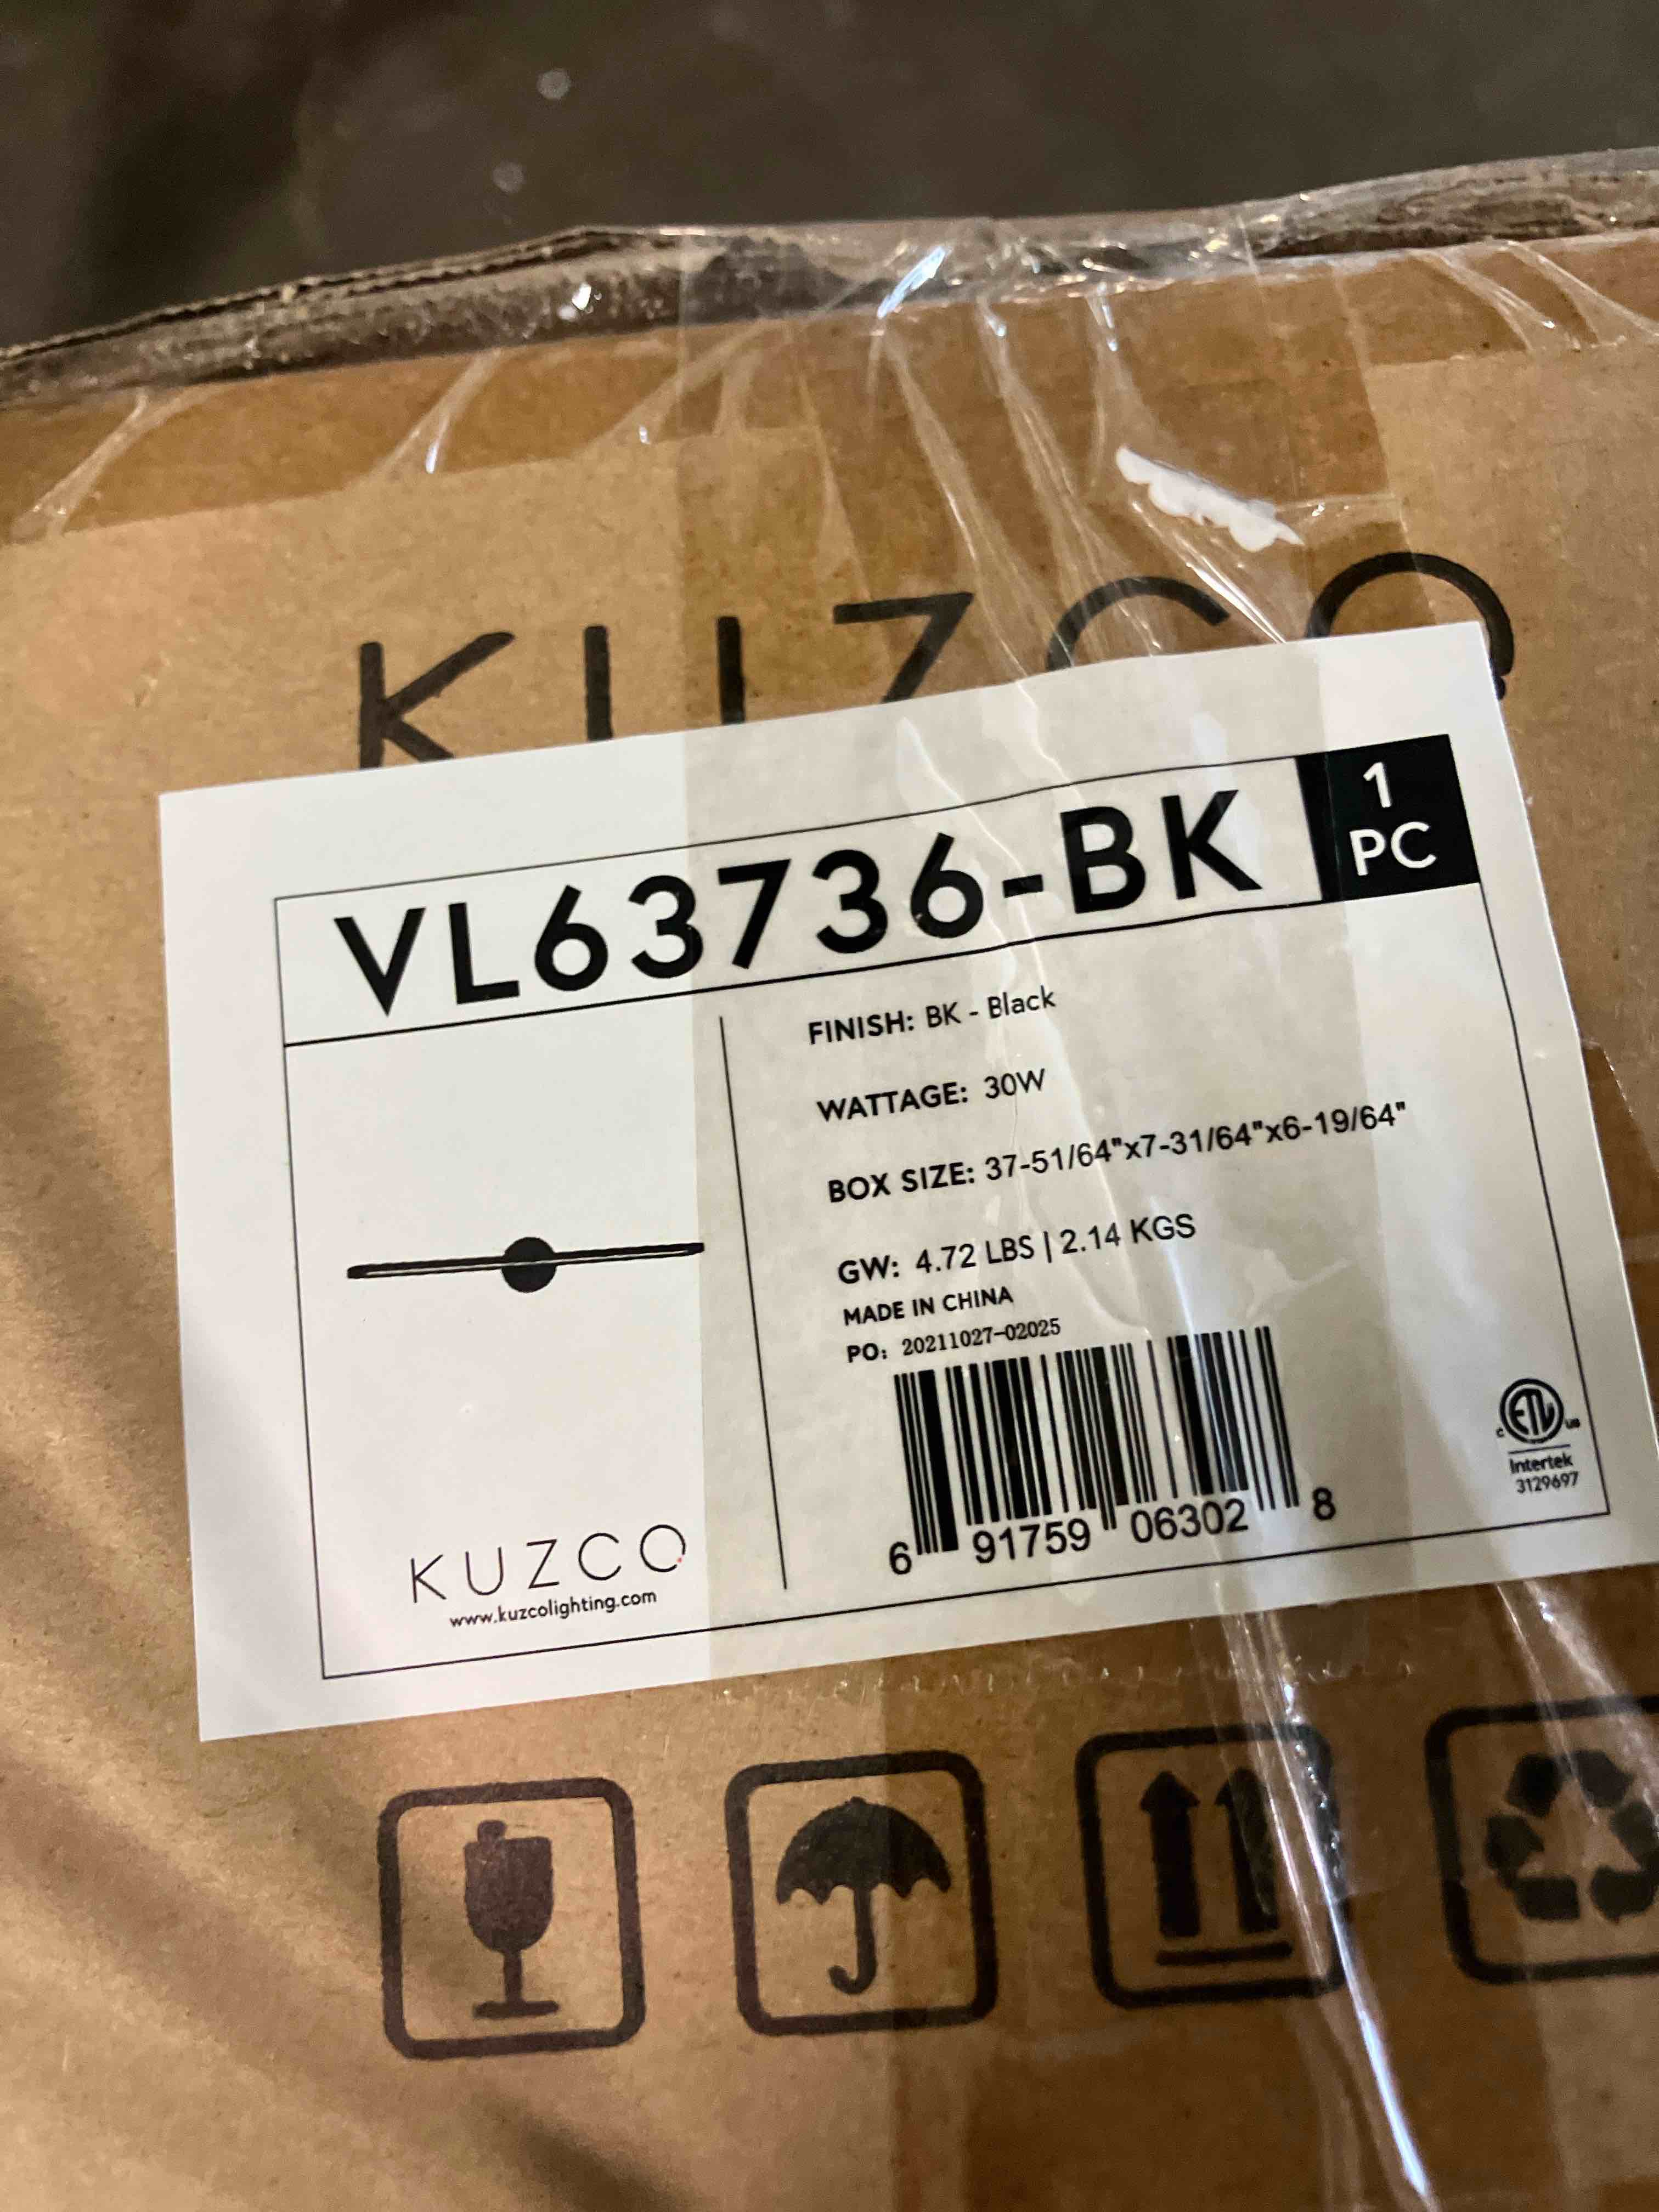 KUZCO
VL63736-BK
1
PC
FINISH: BK - Black
WATTAGE: 30W
BOX SIZE: 37-51/64"x7-31/64"x6-19/64"
GW: 4.72 LBS | 2.14 KGS
MADE IN CHINA
PO: 20211027-02025
6 91759 06302 8
C ETL US
Intertek
3129697
KUZCO
www.kuzcolighting.com